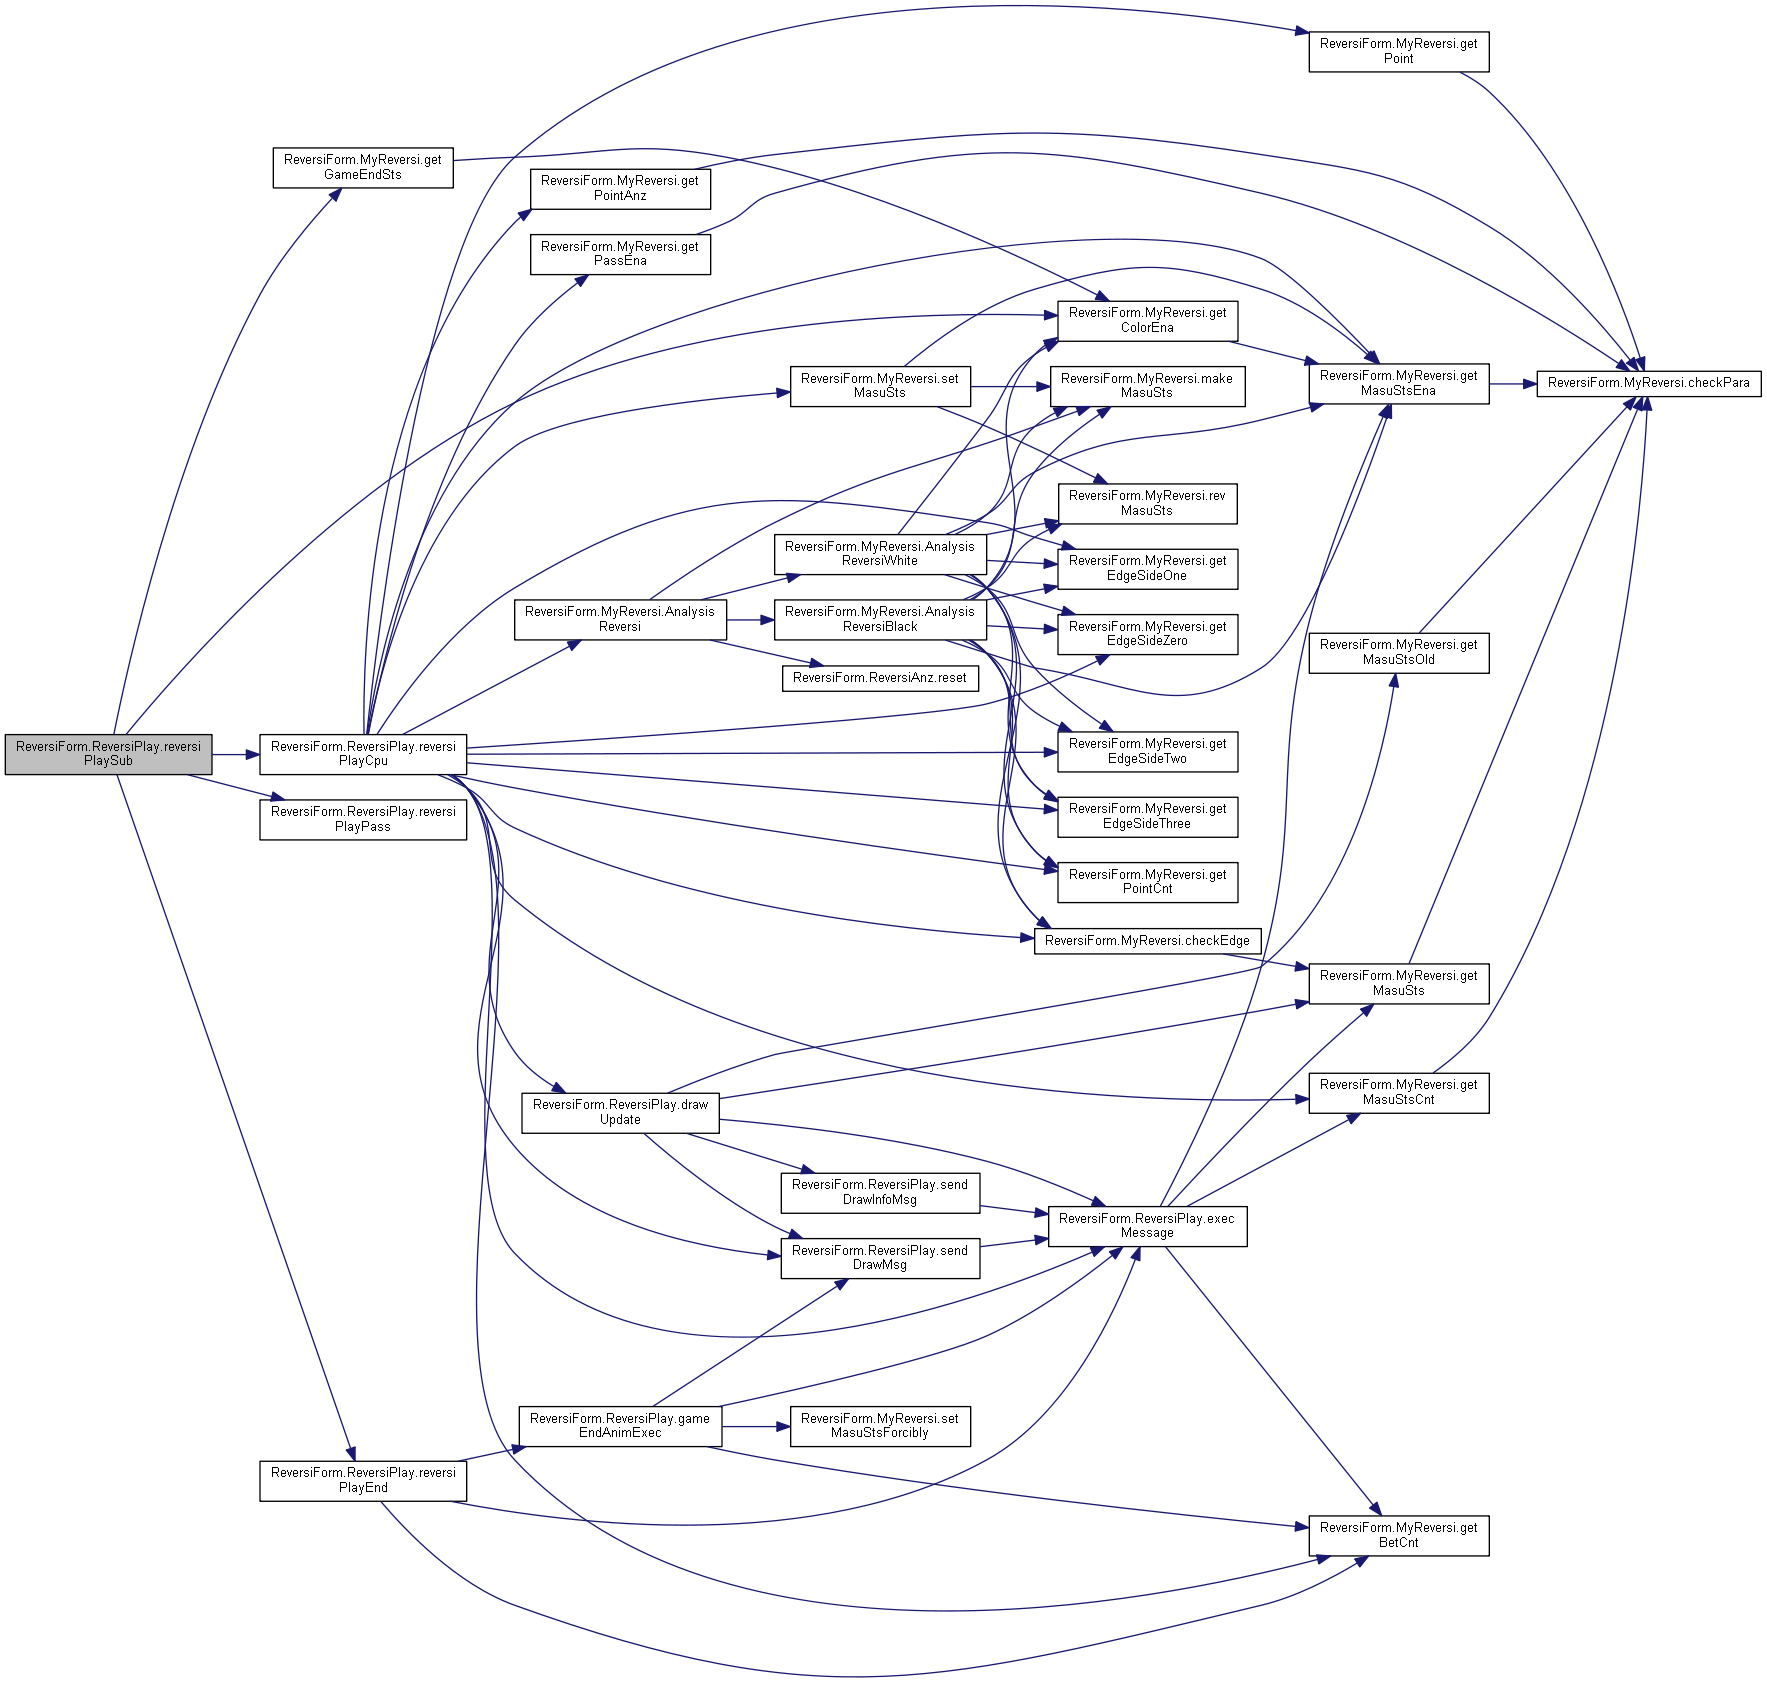 ReversiForm.MyReversi.get
Point
ReversiForm.MyReversi.get
GameEndSts
ReversiForm.MyReversi.get
PointAnz
ReversiForm.MyReversi.get
PassEna
ReversiForm.MyReversi.get
ColorEna
ReversiForm.MyReversi.set
MasuSts
ReversiForm.MyReversi.make
MasuSts
ReversiForm.MyReversi.get
MasuStsEna
ReversiForm.MyReversi.checkPara
ReversiForm.MyReversi.rev
MasuSts
ReversiForm.MyReversi.Analysis
ReversiWhite
ReversiForm.MyReversi.get
EdgeSideOne
ReversiForm.MyReversi.Analysis
Reversi
ReversiForm.MyReversi.Analysis
ReversiBlack
ReversiForm.MyReversi.get
EdgeSideZero
ReversiForm.MyReversi.get
MasuStsOld
ReversiForm.ReversiAnz.reset
ReversiForm.ReversiPlay.reversi
PlaySub
ReversiForm.ReversiPlay.reversi
PlayCpu
ReversiForm.MyReversi.get
EdgeSideTwo
ReversiForm.ReversiPlay.reversi
PlayPass
ReversiForm.MyReversi.get
EdgeSideThree
ReversiForm.MyReversi.get
PointCnt
ReversiForm.MyReversi.checkEdge
ReversiForm.MyReversi.get
MasuSts
ReversiForm.MyReversi.get
MasuStsCnt
ReversiForm.ReversiPlay.draw
Update
ReversiForm.ReversiPlay.send
DrawInfoMsg
ReversiForm.ReversiPlay.exec
Message
ReversiForm.ReversiPlay.send
DrawMsg
ReversiForm.ReversiPlay.game
EndAnimExec
ReversiForm.MyReversi.set
MasuStsForcibly
ReversiForm.ReversiPlay.reversi
PlayEnd
ReversiForm.MyReversi.get
BetCnt